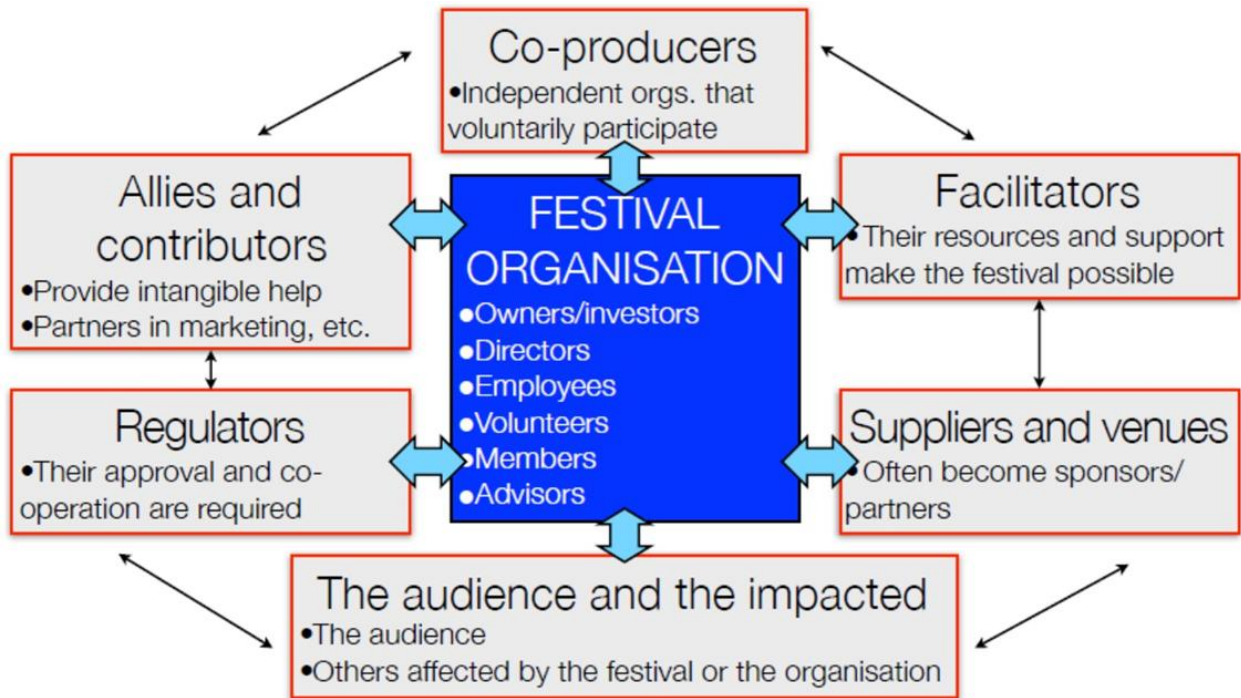 Co-producers
•Independent orgs. that
voluntarily participate
Allies and
contributors
•Provide intangible help
•Partners in marketing, etc.
FESTIVAL
ORGANISATION
•Owners/investors
•Directors
•Employees
•Volunteers
•Members
•Advisors
Facilitators
•Their resources and support
make the festival possible
Regulators
•Their approval and co-
operation are required
Suppliers and venues
•Often become sponsors/
partners
The audience and the impacted
•The audience
•Others affected by the festival or the organisation